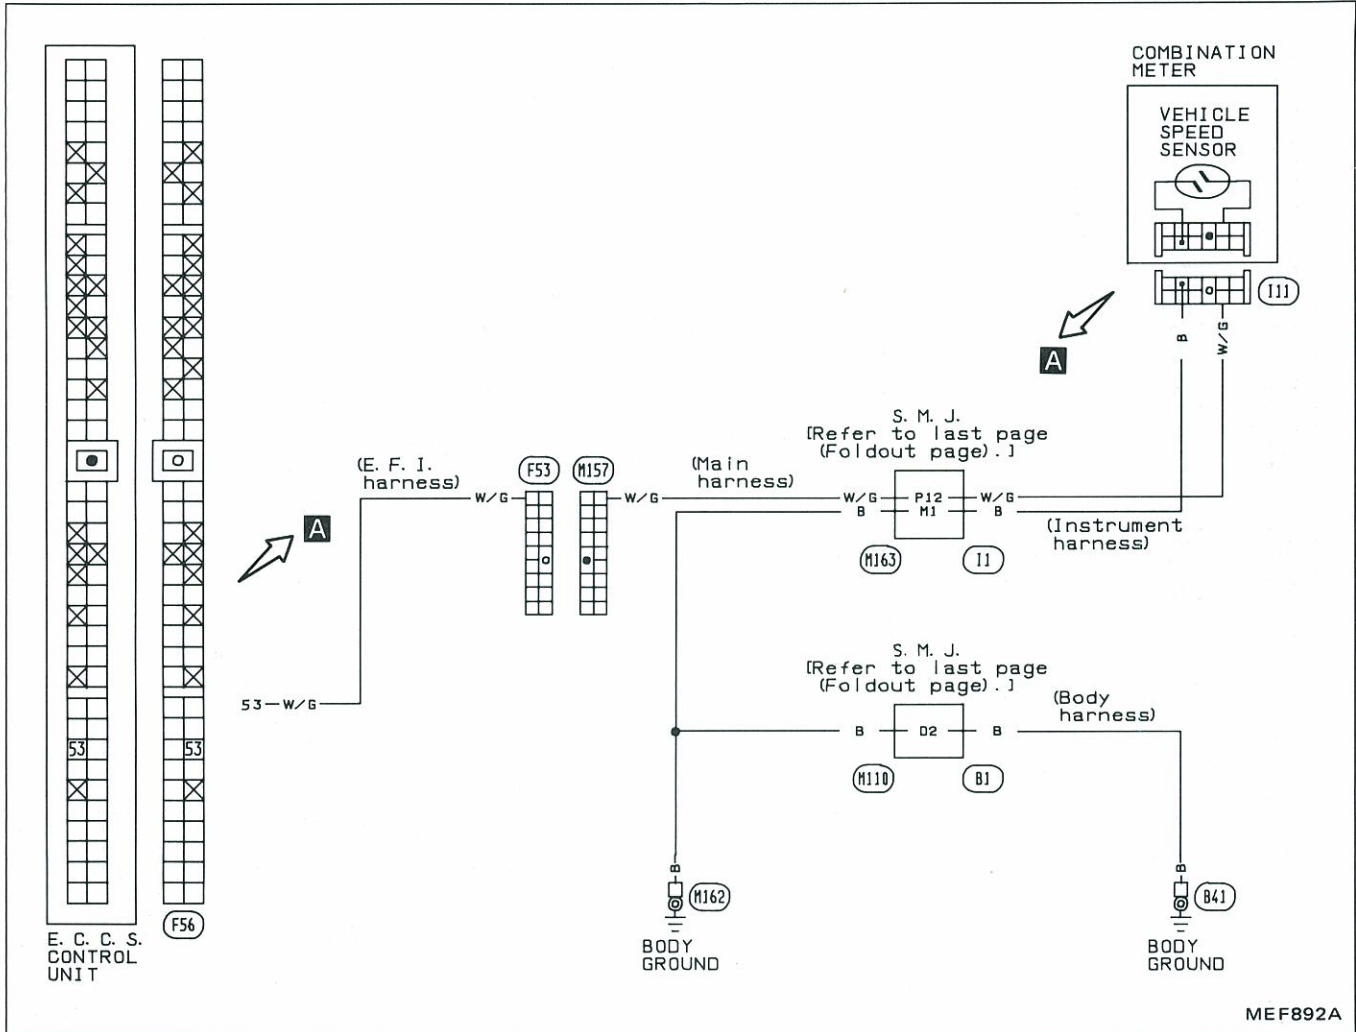 COMBINATION
METER
VEHICLE
SPEED
SENSOR
I11
B
W/G
A
S. M. J.
[Refer to last page
(Foldout page).]
(E. F. I.
harness)
F53
M157
(Main
harness)
W/G
W/G
W/G
P12
W/G
B
M1
B
(Instrument
harness)
A
M163
I1
S. M. J.
[Refer to last page
(Foldout page).]
(Body
harness)
53
W/G
B
D2
B
53
53
M110
B1
B
B
M162
B41
F56
E. C. C. S.
CONTROL
UNIT
BODY
GROUND
BODY
GROUND
MEF892A